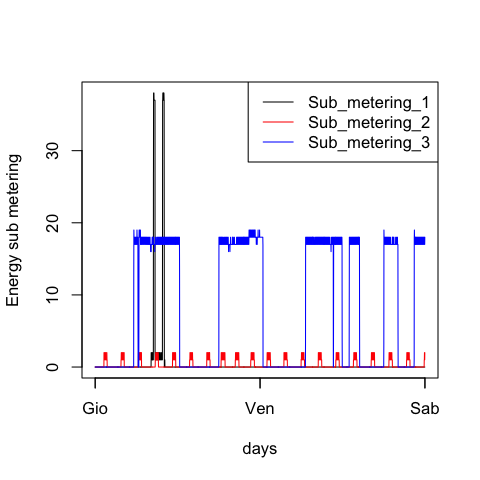 Sub_metering_1
Sub_metering_2
Sub_metering_3
Energy sub metering
30
20
10
0
Gio Ven Sab
days